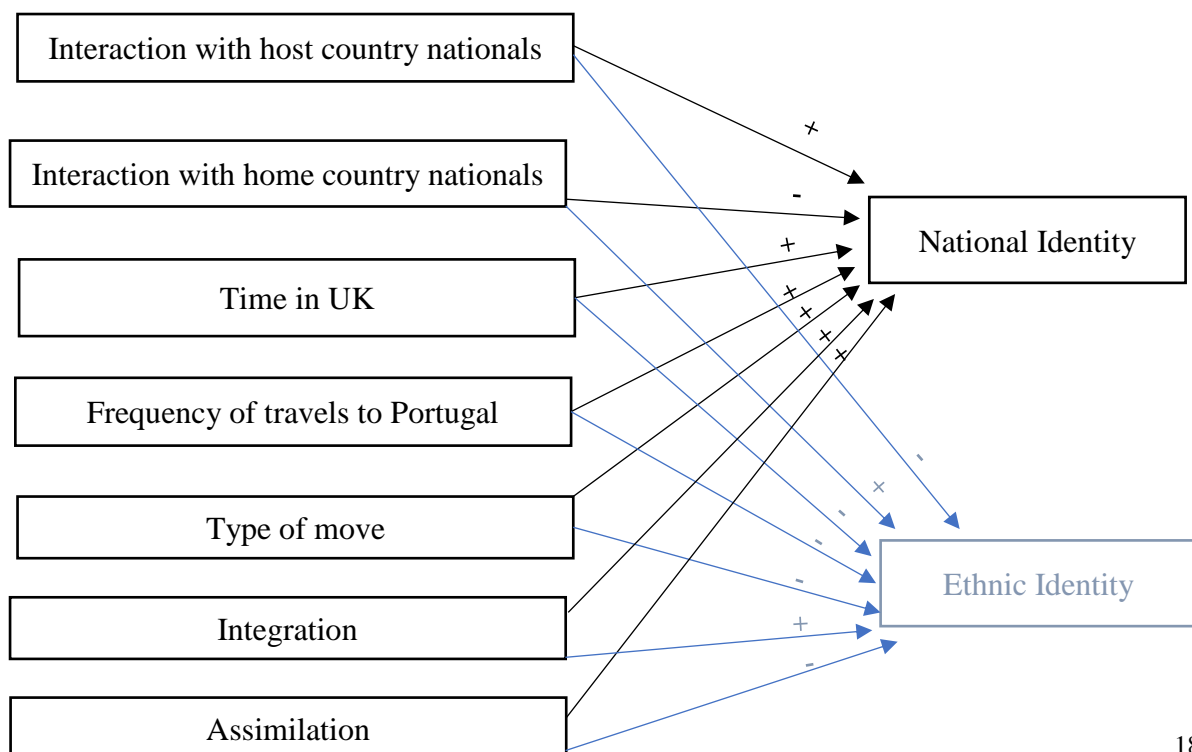 Interaction with host country nationals
+
Interaction with home country nationals
-
National Identity
+
Time in UK
+
+
+
+
Frequency of travels to Portugal
-
+
-
Type of move
-
-
Ethnic Identity
+
Integration
-
Assimilation
18